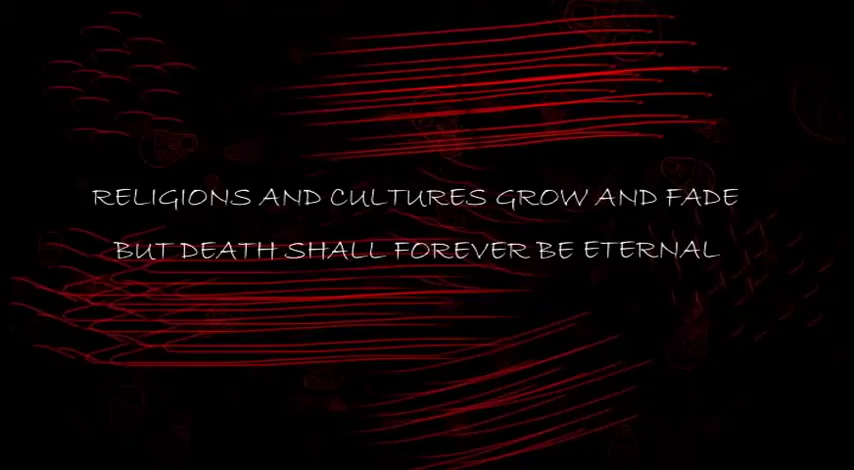 RELIGIONS AND CULTURES GROW AND FADE
BUT DEATH SHALL FOREVER BE ETERNAL